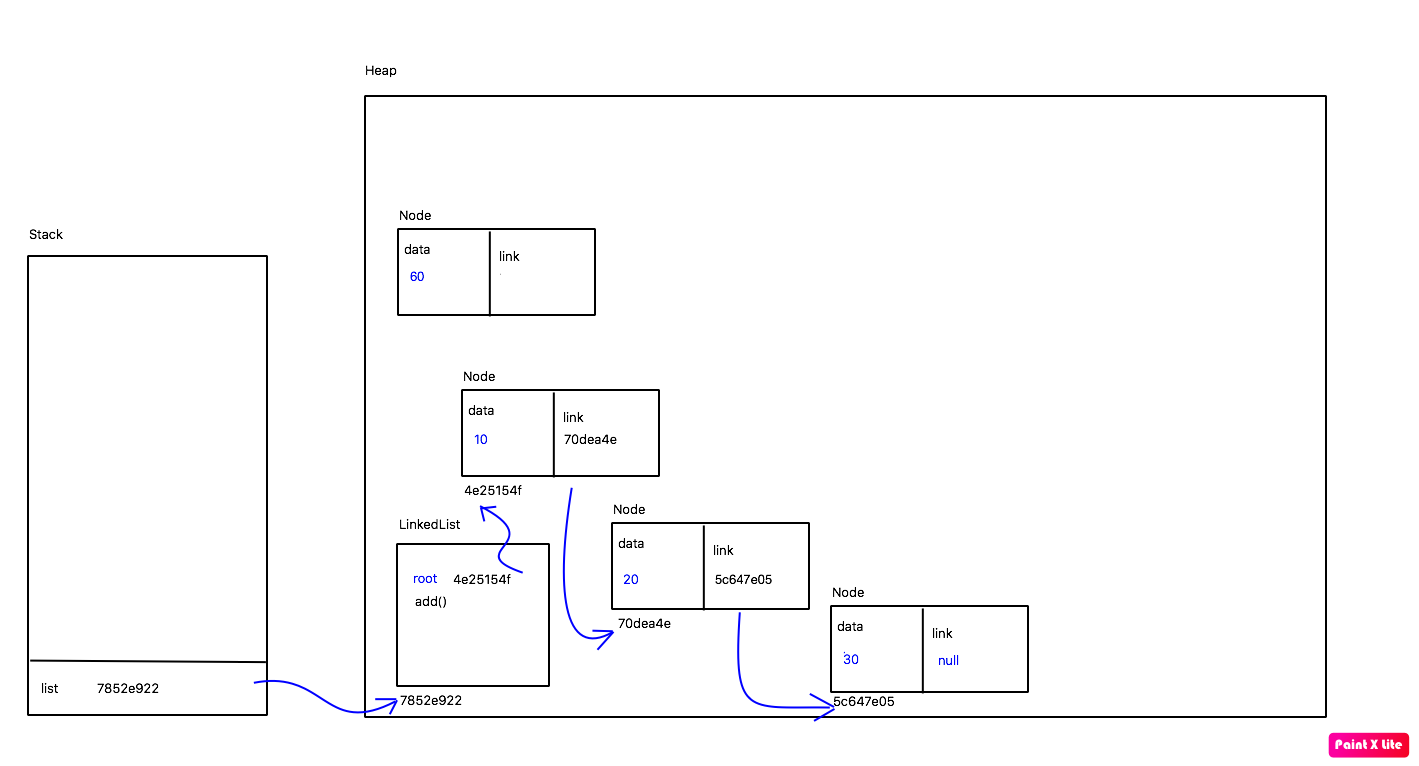 Heap
Node
data
link
60
Stack
Node
data
link
10
70dea4e
4e25154f
Node
LinkedList
data
link
root 4e25154f
20
5c647e05
add()
Node
70dea4e
data
link
30
null
list 7852e922
7852e922
5c647e05
Paint X Lite